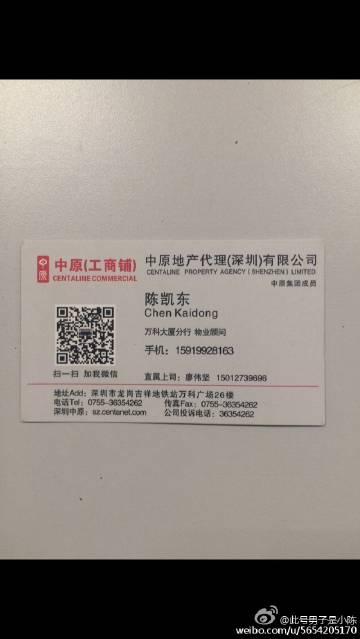 中原
中原(工商铺)
CENTALINE COMMERCIAL
中原地产代理(深圳)有限公司
CENTALINE PROPERTY AGENCY (SHENZHEN) LIMITED
中原集团成员
陈凯东
Chen Kaidong
万科大厦分行 物业顾问
手机: 15919928163
扫一扫 加我微信
直属上司: 廖伟坚 15012739696
地址Add: 深圳市龙岗吉祥地铁站万科广场26楼
电话Tel: 0755-36354262 传真Fax: 0755-36354262
深圳中原: sz.centanet.com 公司投诉电话: 36354262
@此号男子是小陈
weibo.com/u/5654205170